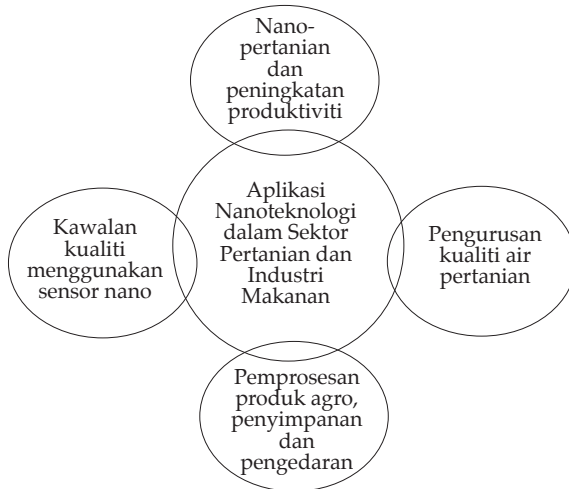 Nano-
pertanian
dan
peningkatan
produktiviti
Aplikasi
Nanoteknologi
dalam Sektor
Pertanian dan
Industri
Makanan
Kawalan
kualiti
menggunakan
sensor nano
Pengurusan
kualiti air
pertanian
Pemprosesan
produk agro,
penyimpanan
dan
pengedaran